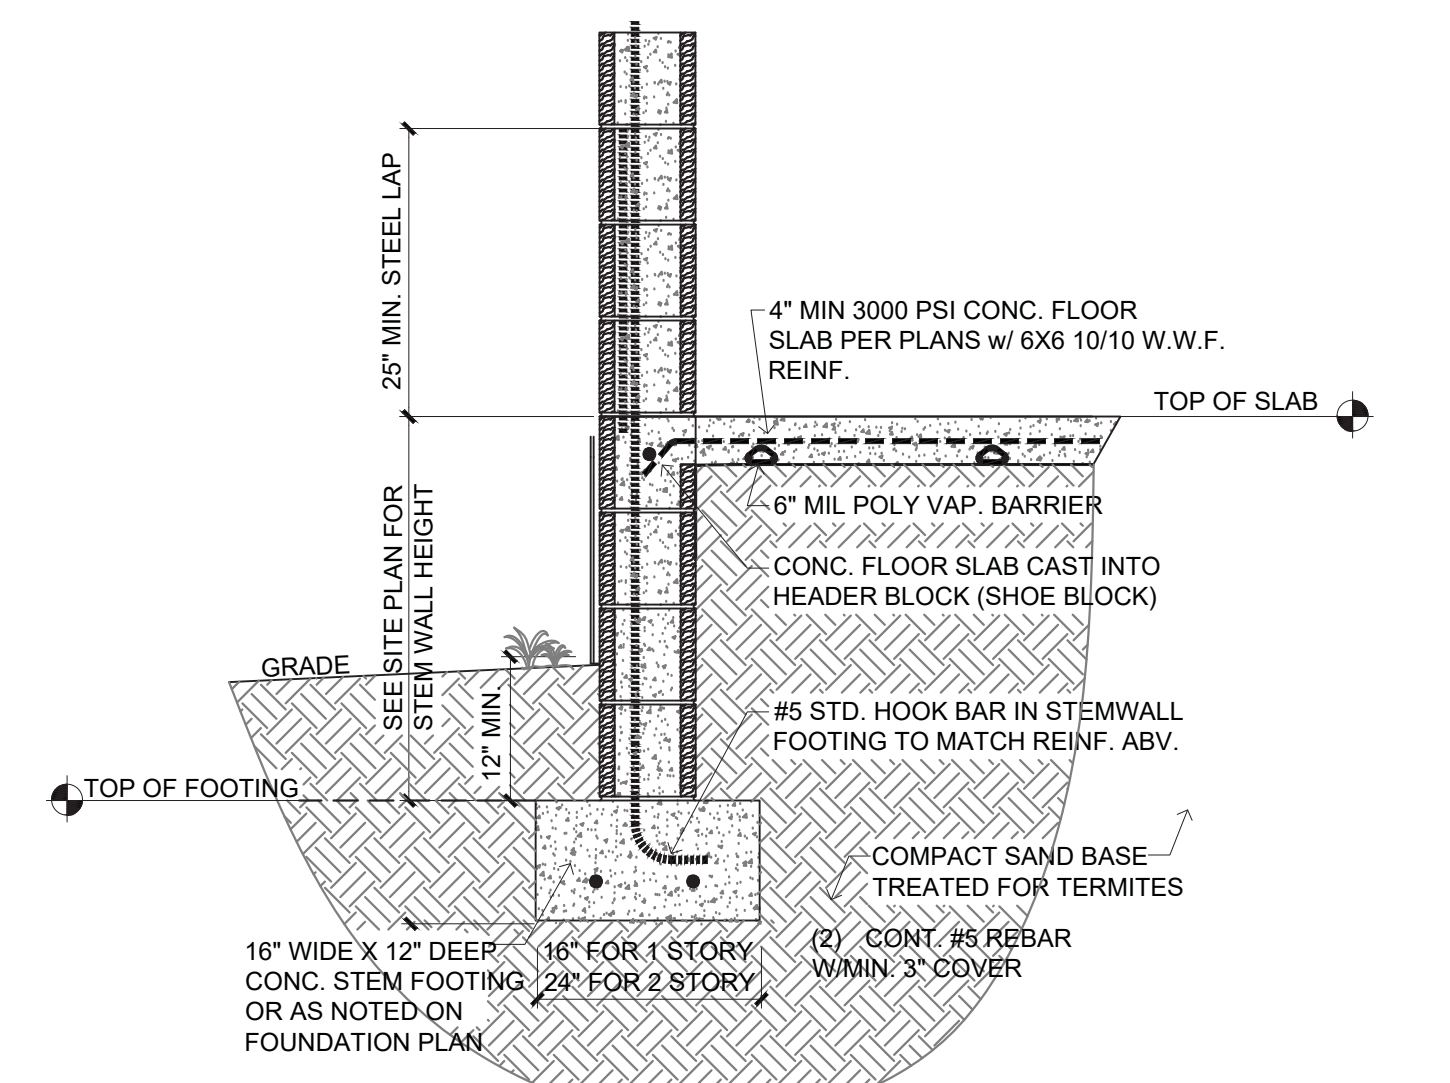 25" MIN. STEEL LAP
4" MIN 3000 PSI CONC. FLOOR
SLAB PER PLANS w/ 6X6 10/10 W.W.F.
REINF.
TOP OF SLAB
6" MIL POLY VAP. BARRIER
SEE SITE PLAN FOR
STEM WALL HEIGHT
CONC. FLOOR SLAB CAST INTO
HEADER BLOCK (SHOE BLOCK)
GRADE
12" MIN.
#5 STD. HOOK BAR IN STEMWALL
FOOTING TO MATCH REINF. ABV.
TOP OF FOOTING
COMPACT SAND BASE
TREATED FOR TERMITES
16" WIDE X 12" DEEP
CONC. STEM FOOTING
OR AS NOTED ON
FOUNDATION PLAN
16" FOR 1 STORY
24" FOR 2 STORY
(2) CONT. #5 REBAR
W/MIN. 3" COVER